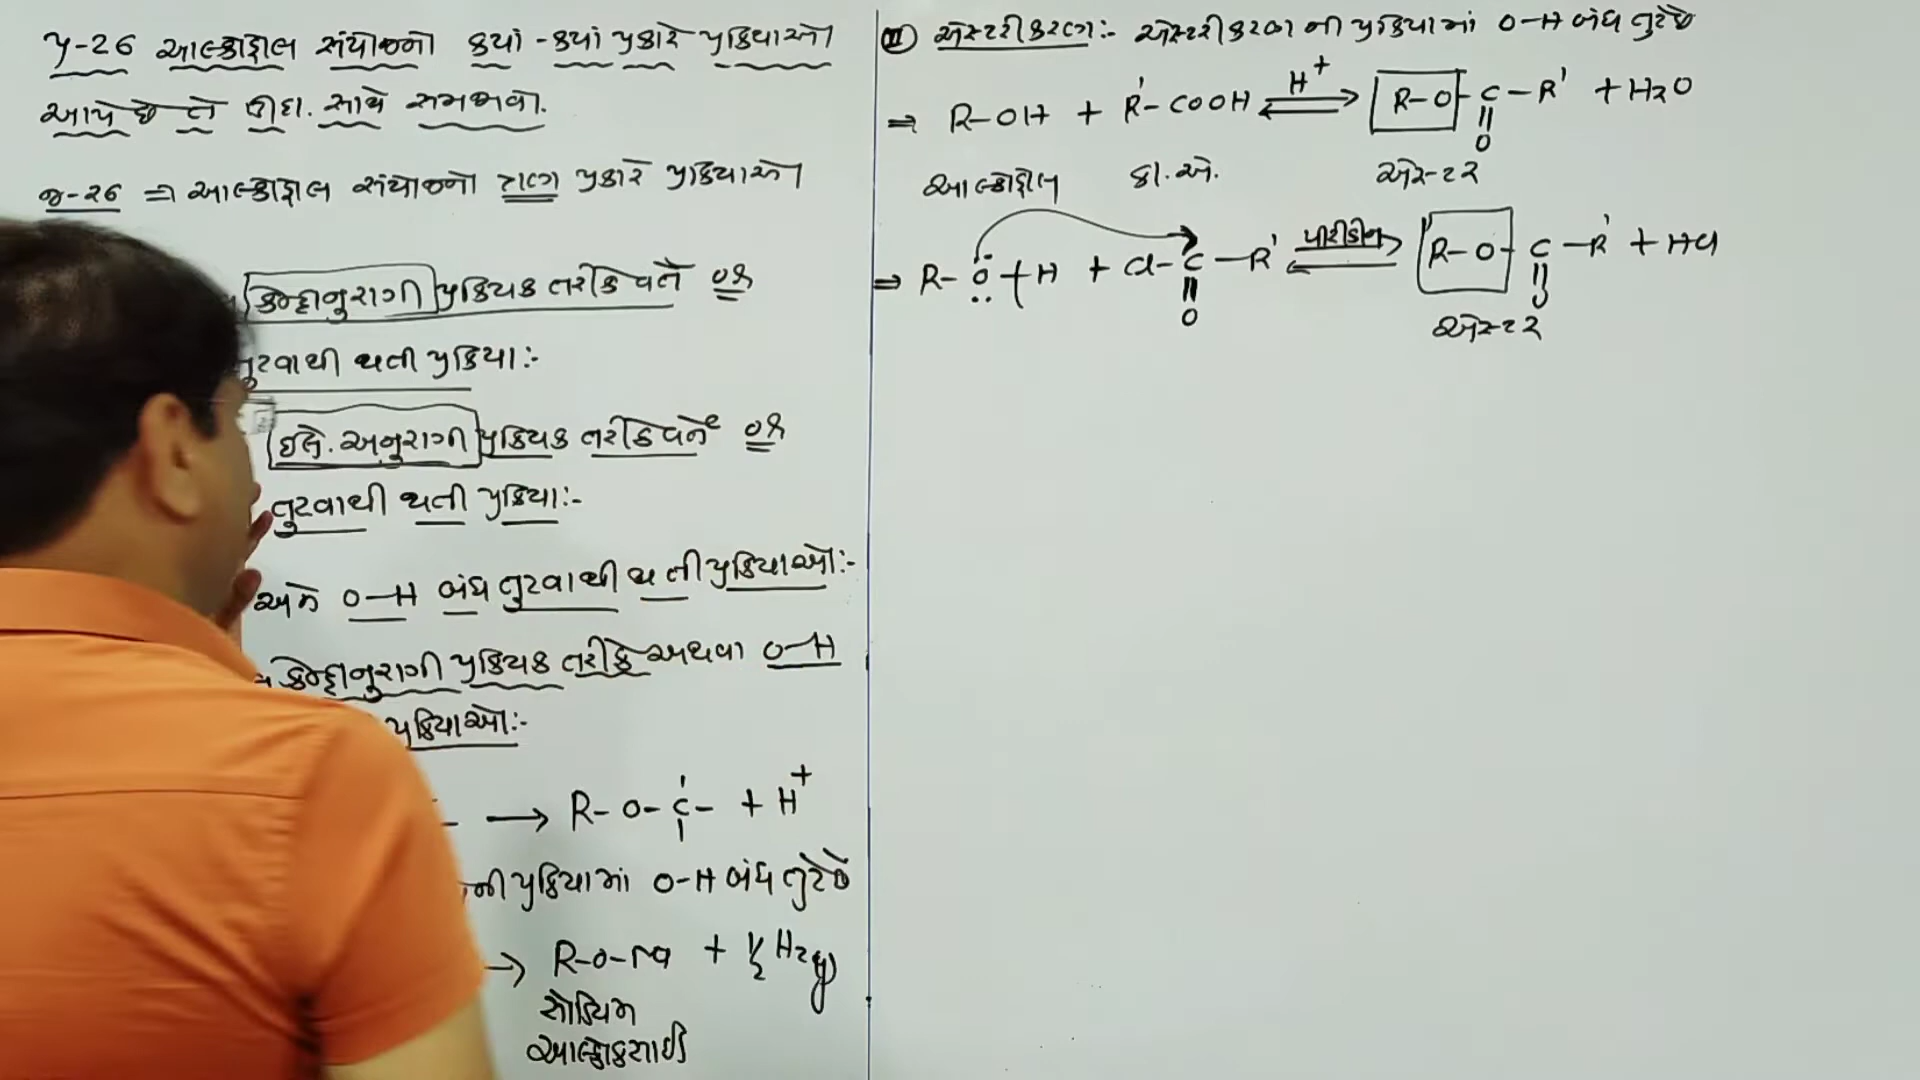 પ્ર-26 આલ્કોહોલ સંયોજનો કયાં-કયાં પ્રકારે પ્રક્રિયાઓ
આપે છે તે ઉદા. સાથે સમજાવો.
જ-26 ⇒ આલ્કોહોલ સંયોજનો ત્રણ પ્રકારે પ્રક્રિયાઓ
કેન્દ્રાનુરાગી પ્રક્રિયક તરીકે વર્તે
તુટવાથી થતી પ્રક્રિયા:-
ઇલે. અનુરાગી પ્રક્રિયક તરીકે વર્તે
તુટવાથી થતી પ્રક્રિયા:-
અને O-H બંધ તુટવાથી થતી પ્રક્રિયાઓ:-
કેન્દ્રાનુરાગી પ્રક્રિયક તરીકે અથવા O-H
પ્રક્રિયાઓ:-
→ R-O-C- + H⁺
ની પ્રક્રિયામાં O-H બંધ તુટે છે
→ R-O-Na + ½ H₂(g)
સોડિયમ
આલ્કોક્સાઈડ
એસ્ટરીકરણ:- એસ્ટરીકરણ ની પ્રક્રિયામાં O-H બંધ તુટે છે
⇒ R-OH + R'-COOH ⇌ H⁺ R-O-C-R' + H₂O
O
આલ્કોહોલ કા.એ. એસ્ટર
⇒ R-O-H + Cl-C-R' ⇌ પીરીડીન R-O-C-R' + HCl
O O
એસ્ટર